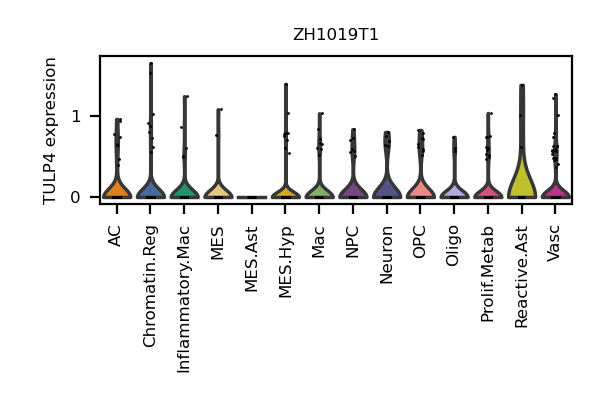 ZH1019T1
TULP4 expression
1
0
AC
Chromatin.Reg
Inflammatory.Mac
MES
MES.Ast
MES.Hyp
Mac
NPC
Neuron
OPC
Oligo
Prolif.Metab
Reactive.Ast
Vasc